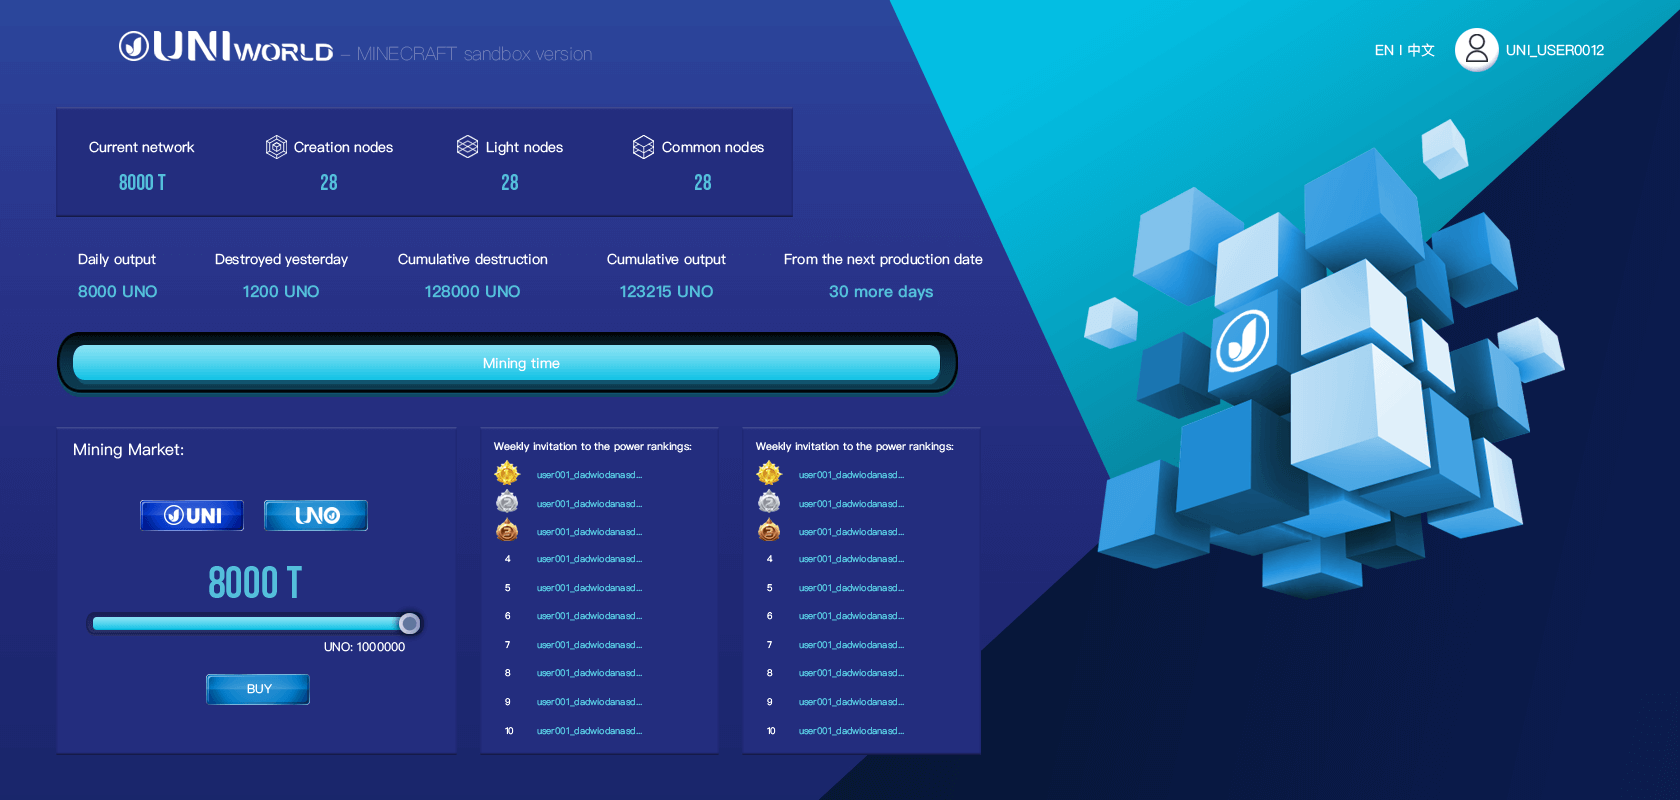 UNIWORLD – MINECRAFT sandbox version
EN | 中文
UNI_USER0012
Current network
Creation nodes
Light nodes
Common nodes
8000 T
28
28
28
Daily output
Destroyed yesterday
Cumulative destruction
Cumulative output
From the next production date
8000 UNO
1200 UNO
128000 UNO
123215 UNO
30 more days
Mining time
Mining Market:
UNI
UNO
8000 T
UNO: 1000000
BUY
Weekly invitation to the power rankings:
1 user001_dadwiodanasd...
2 user001_dadwiodanasd...
2 user001_dadwiodanasd...
4 user001_dadwiodanasd...
5 user001_dadwiodanasd...
6 user001_dadwiodanasd...
7 user001_dadwiodanasd...
8 user001_dadwiodanasd...
9 user001_dadwiodanasd...
10 user001_dadwiodanasd...
Weekly invitation to the power rankings:
1 user001_dadwiodanasd...
2 user001_dadwiodanasd...
2 user001_dadwiodanasd...
4 user001_dadwiodanasd...
5 user001_dadwiodanasd...
6 user001_dadwiodanasd...
7 user001_dadwiodanasd...
8 user001_dadwiodanasd...
9 user001_dadwiodanasd...
10 user001_dadwiodanasd...